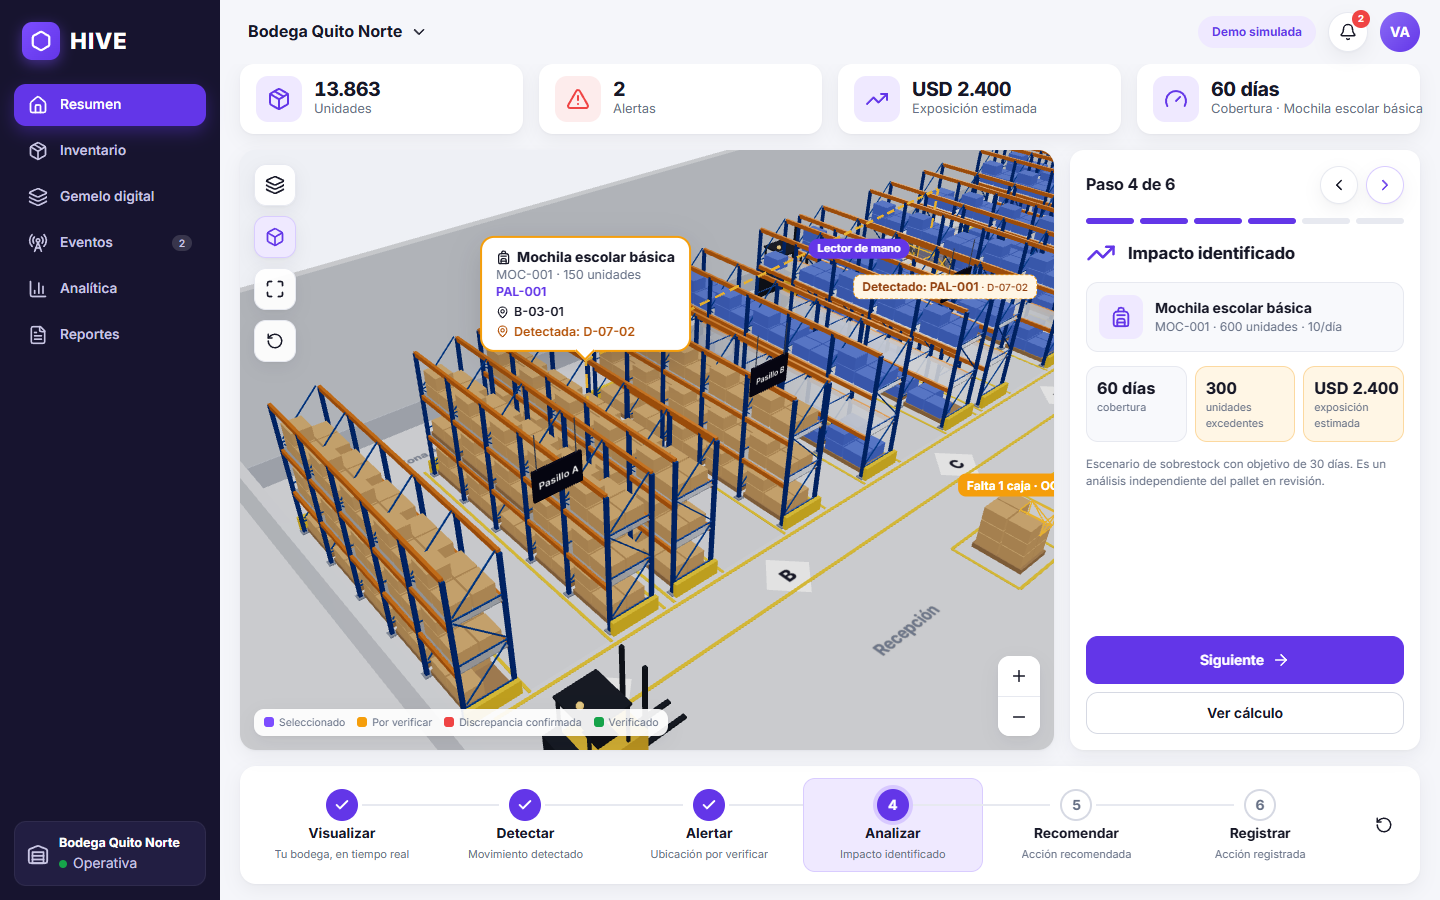 HIVE
Resumen
Inventario
Gemelo digital
Eventos
2
Analítica
Reportes
Bodega Quito Norte
Operativa
Bodega Quito Norte
Demo simulada
2
VA
13.863
Unidades
2
Alertas
USD 2.400
Exposición estimada
60 días
Cobertura · Mochila escolar básica
Mochila escolar básica
MOC-001 · 150 unidades
PAL-001
B-03-01
Detectada: D-07-02
Lector de mano
Detectado: PAL-001 · D-07-02
Pasillo B
Pasillo A
C
Falta 1 caja
B
Recepción
Seleccionado
Por verificar
Discrepancia confirmada
Verificado
Paso 4 de 6
Impacto identificado
Mochila escolar básica
MOC-001 · 600 unidades · 10/día
60 días
cobertura
300
unidades
excedentes
USD 2.400
exposición
estimada
Escenario de sobrestock con objetivo de 30 días. Es un
análisis independiente del pallet en revisión.
Siguiente
Ver cálculo
Visualizar
Tu bodega, en tiempo real
Detectar
Movimiento detectado
Alertar
Ubicación por verificar
4
Analizar
Impacto identificado
5
Recomendar
Acción recomendada
6
Registrar
Acción registrada